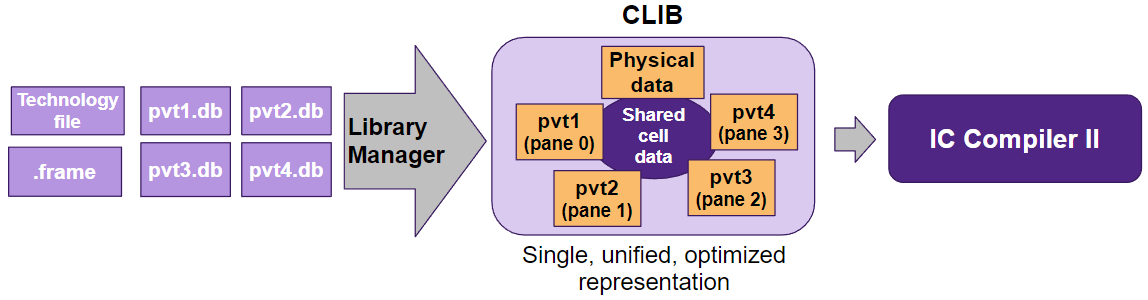 CLIB
Technology
file
pvt1.db
pvt2.db
.frame
pvt3.db
pvt4.db
Library
Manager
Physical
data
Shared
cell
data
pvt1
(pane 0)
pvt4
(pane 3)
pvt2
(pane 1)
pvt3
(pane 2)
IC Compiler II
Single, unified, optimized
representation